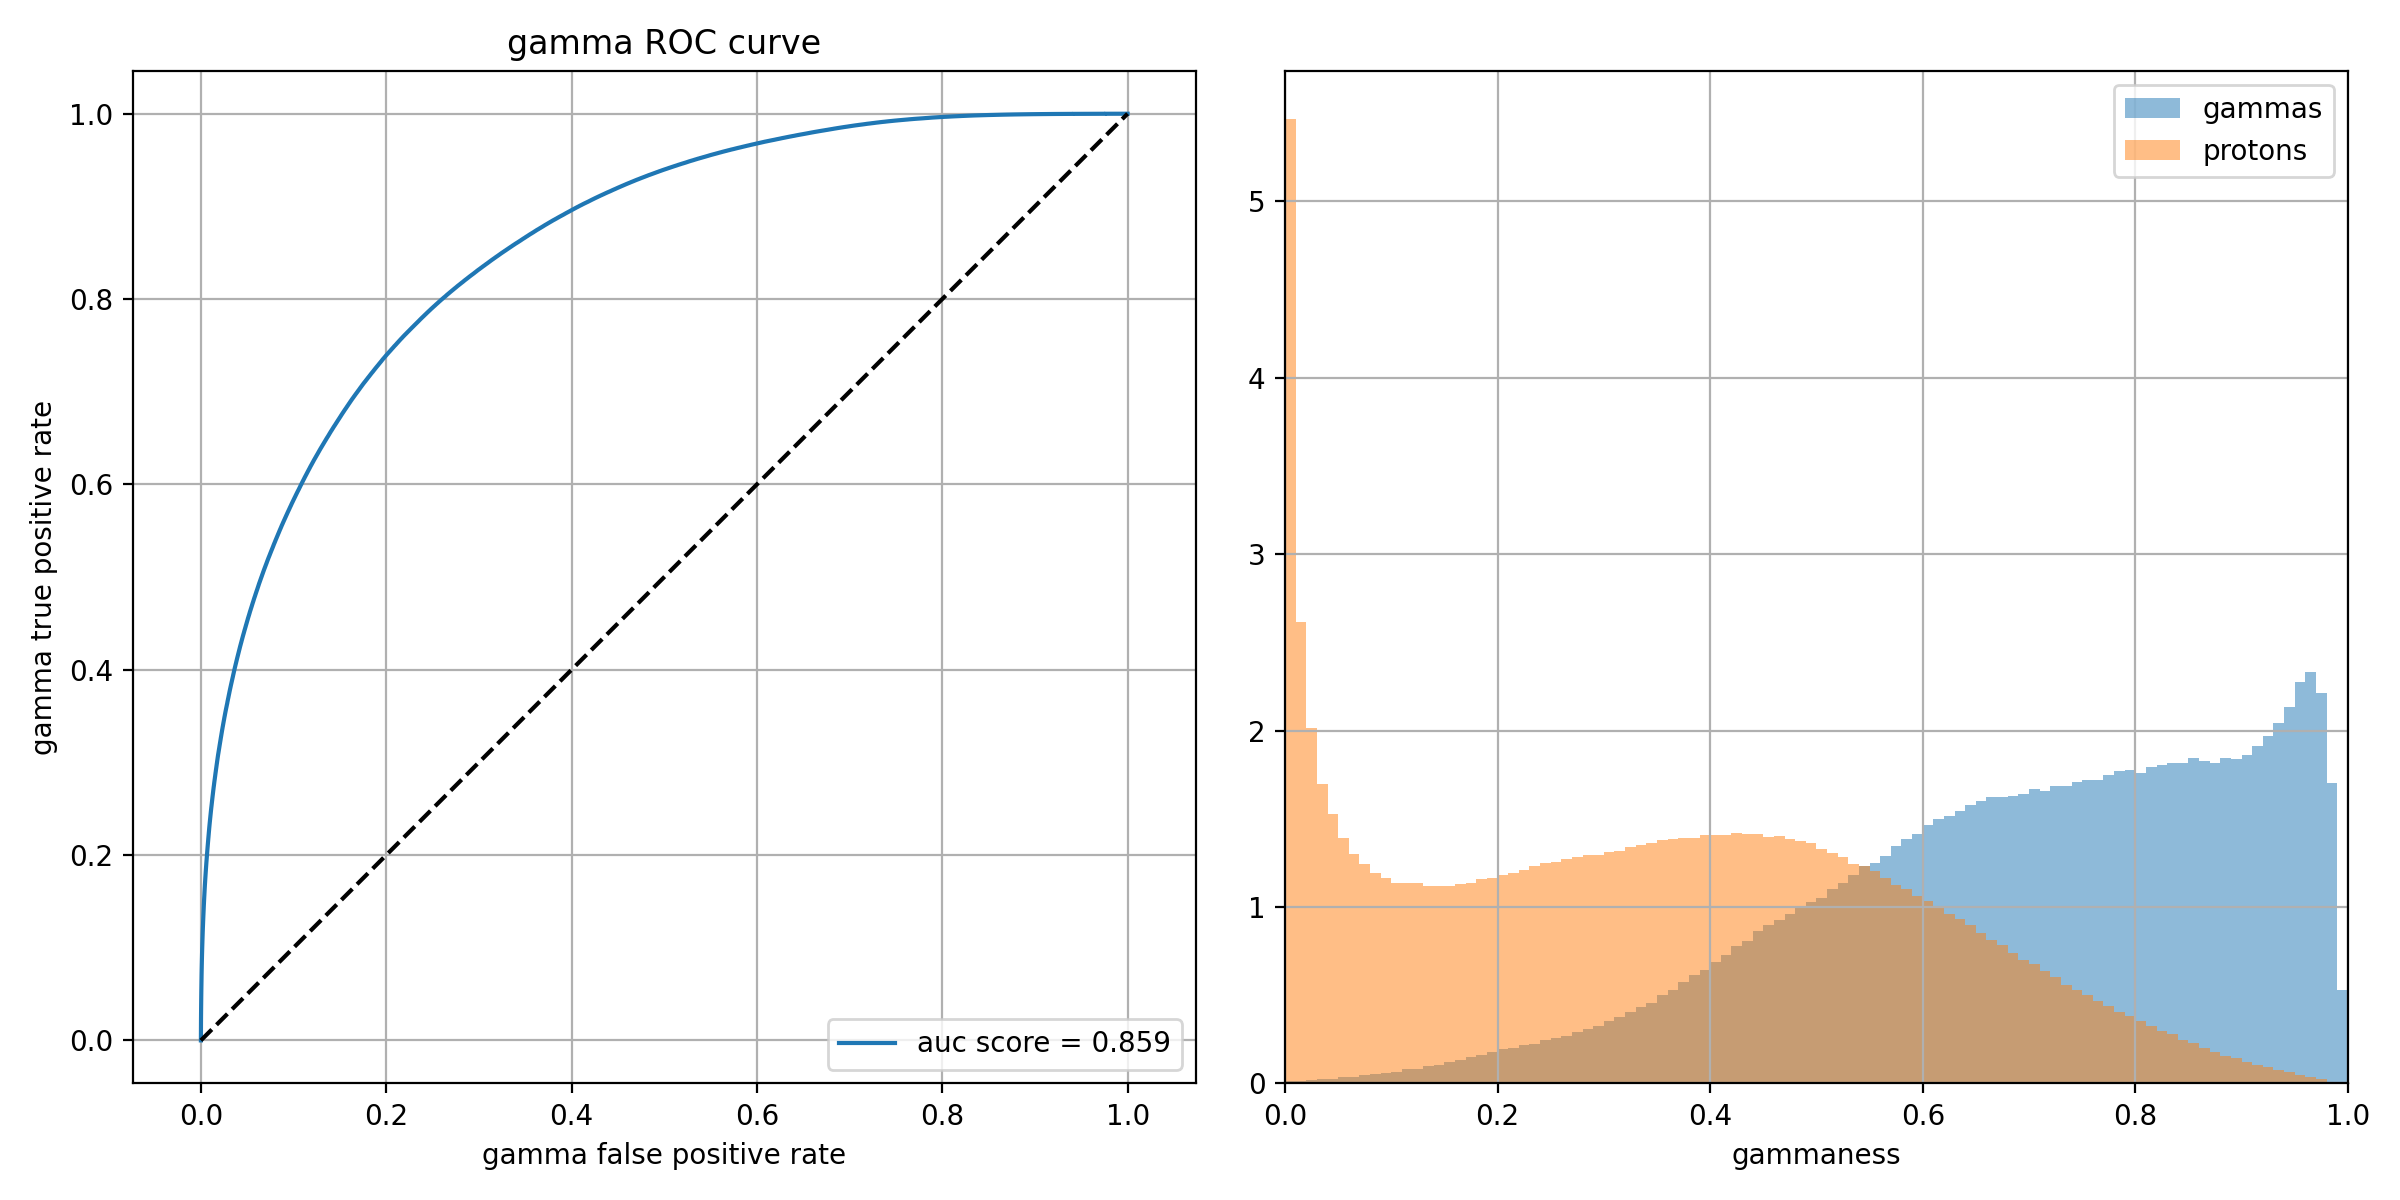 gamma ROC curve
gamma true positive rate
1.0
0.8
0.6
0.4
0.2
0.0
auc score = 0.859
0.0 0.2 0.4 0.6 0.8 1.0
gamma false positive rate
gammas
protons
5
4
3
2
1
0
0.0 0.2 0.4 0.6 0.8 1.0
gammaness